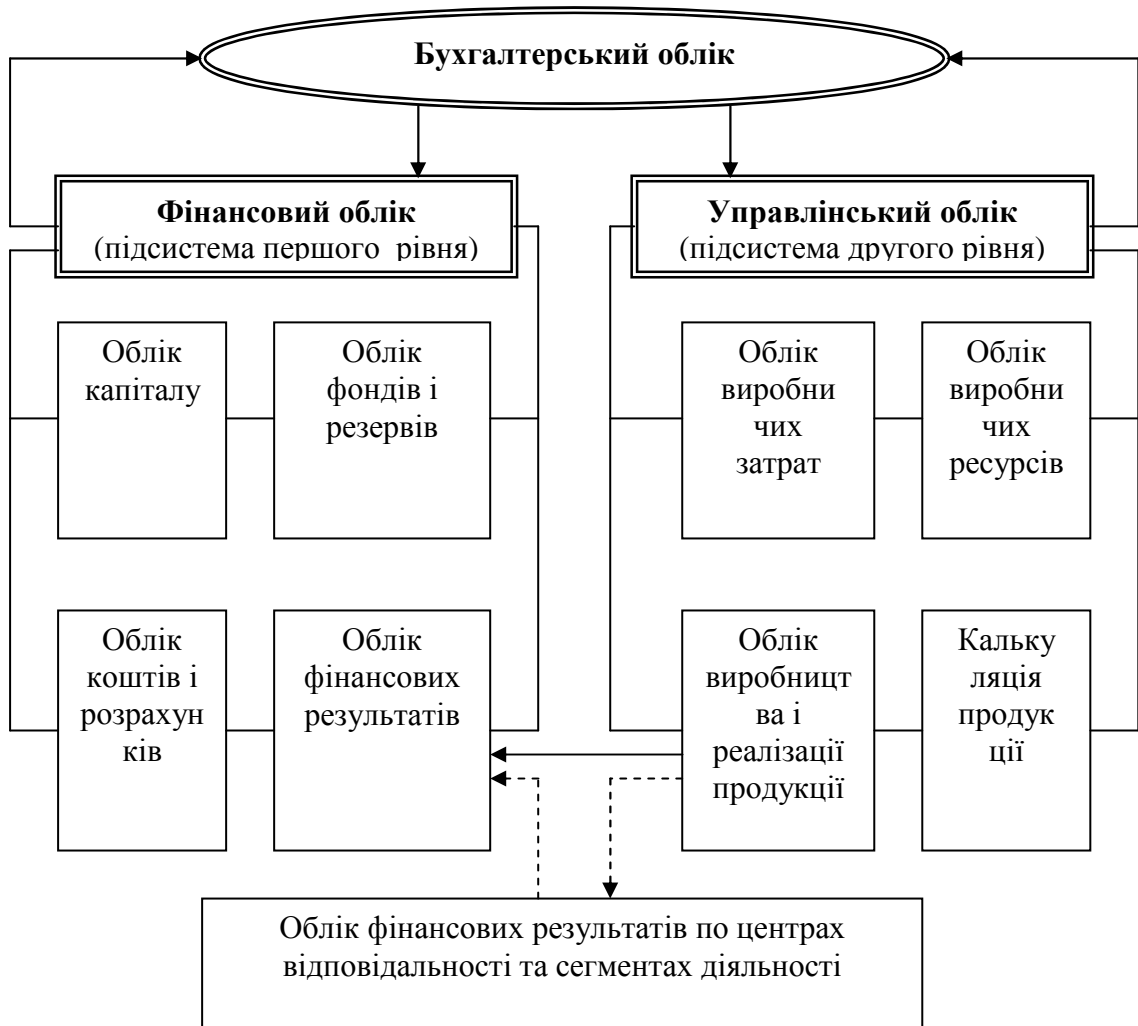 Бухгалтерський облік
Фінансовий облік
(підсистема першого рівня)
Управлінський облік
(підсистема другого рівня)
Облік
капіталу
Облік
фондів і
резервів
Облік
виробни
чих
затрат
Облік
виробни
чих
ресурсів
Облік
коштів і
розрахун
ків
Облік
фінансових
результатів
Облік
виробницт
ва і
реалізації
продукції
Кальку
ляція
продук
ції
Облік фінансових результатів по центрах
відповідальності та сегментах діяльності